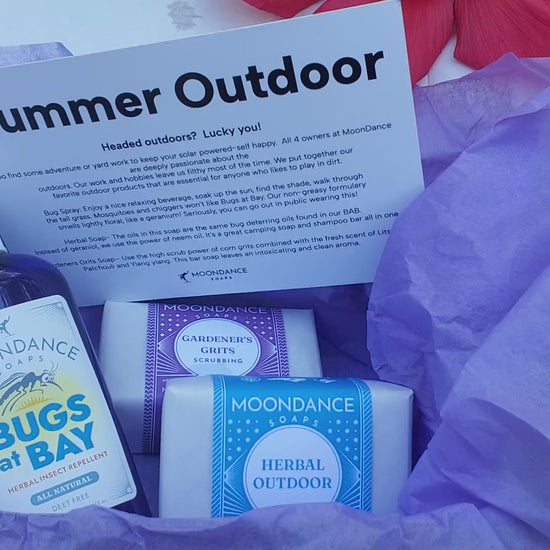 ummer Outdoor
Headed outdoors? Lucky you!
o find some adventure or yard work to keep your solar powered-self happy. All 4 owners at MoonDance
are deeply passionate about the
outdoors. Our work and hobbies leave us filthy most of the time. We put together our
favorite outdoor products that are essential for anyone who likes to play in dirt.
Bug Spray: Enjoy a nice relaxing beverage, soak up the sun, find the shade, walk through
the tall grass. Mosquitoes and chiggers won't like Bugs at Bay. Our non-greasy formulary
smells lightly floral, like a geranium! Seriously, you can go out in public wearing this!
Herbal Soap- The oils in this soap are the same bug deterring oils found in our BAB.
Instead of geraniol, we use the power of neem oil. It's a great camping soap and shampoo bar all in one.
deners Grits Soap- Use the high scrub power of corn grits combined with the fresh scent of Lits
Patchouli and Ylang ylang. This bar soap leaves an intoxicating and clean aroma.
MOONDANCE
SOAPS
MOONDANCE
SOAPS
GARDENER'S
GRITS
SCRUBBING
OONDANCE
SOAPS
BUGS
at BAY
HERBAL INSECT REPELLENT
ALL NATURAL
DEET FREE
MOONDANCE
SOAPS
HERBAL
OUTDOOR